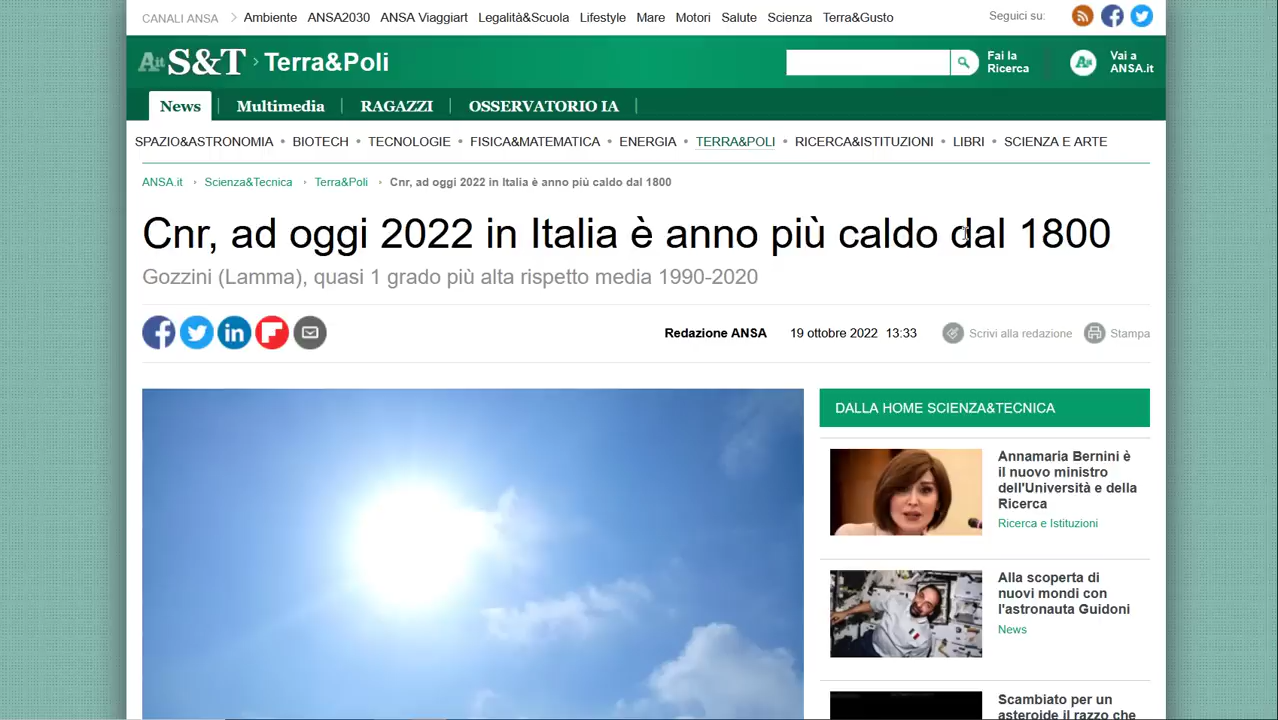 CANALI ANSA Ambiente ANSA2030 ANSA Viaggiart Legalità&Scuola Lifestyle Mare Motori Salute Scienza Terra&Gusto Seguici su:
Ait S&T › Terra&Poli
Fai la
Ricerca
Vai a
ANSA.it
News Multimedia RAGAZZI OSSERVATORIO IA
SPAZIO&ASTRONOMIA • BIOTECH • TECNOLOGIE • FISICA&MATEMATICA • ENERGIA • TERRA&POLI • RICERCA&ISTITUZIONI • LIBRI • SCIENZA E ARTE
ANSA.it › Scienza&Tecnica › Terra&Poli › Cnr, ad oggi 2022 in Italia è anno più caldo dal 1800
Cnr, ad oggi 2022 in Italia è anno più caldo dal 1800
Gozzini (Lamma), quasi 1 grado più alta rispetto media 1990-2020
Redazione ANSA 19 ottobre 2022 13:33 Scrivi alla redazione Stampa
DALLA HOME SCIENZA&TECNICA
Annamaria Bernini è
il nuovo ministro
dell'Università e della
Ricerca
Ricerca e Istituzioni
Alla scoperta di
nuovi mondi con
l'astronauta Guidoni
News
Scambiato per un
asteroide il razzo che